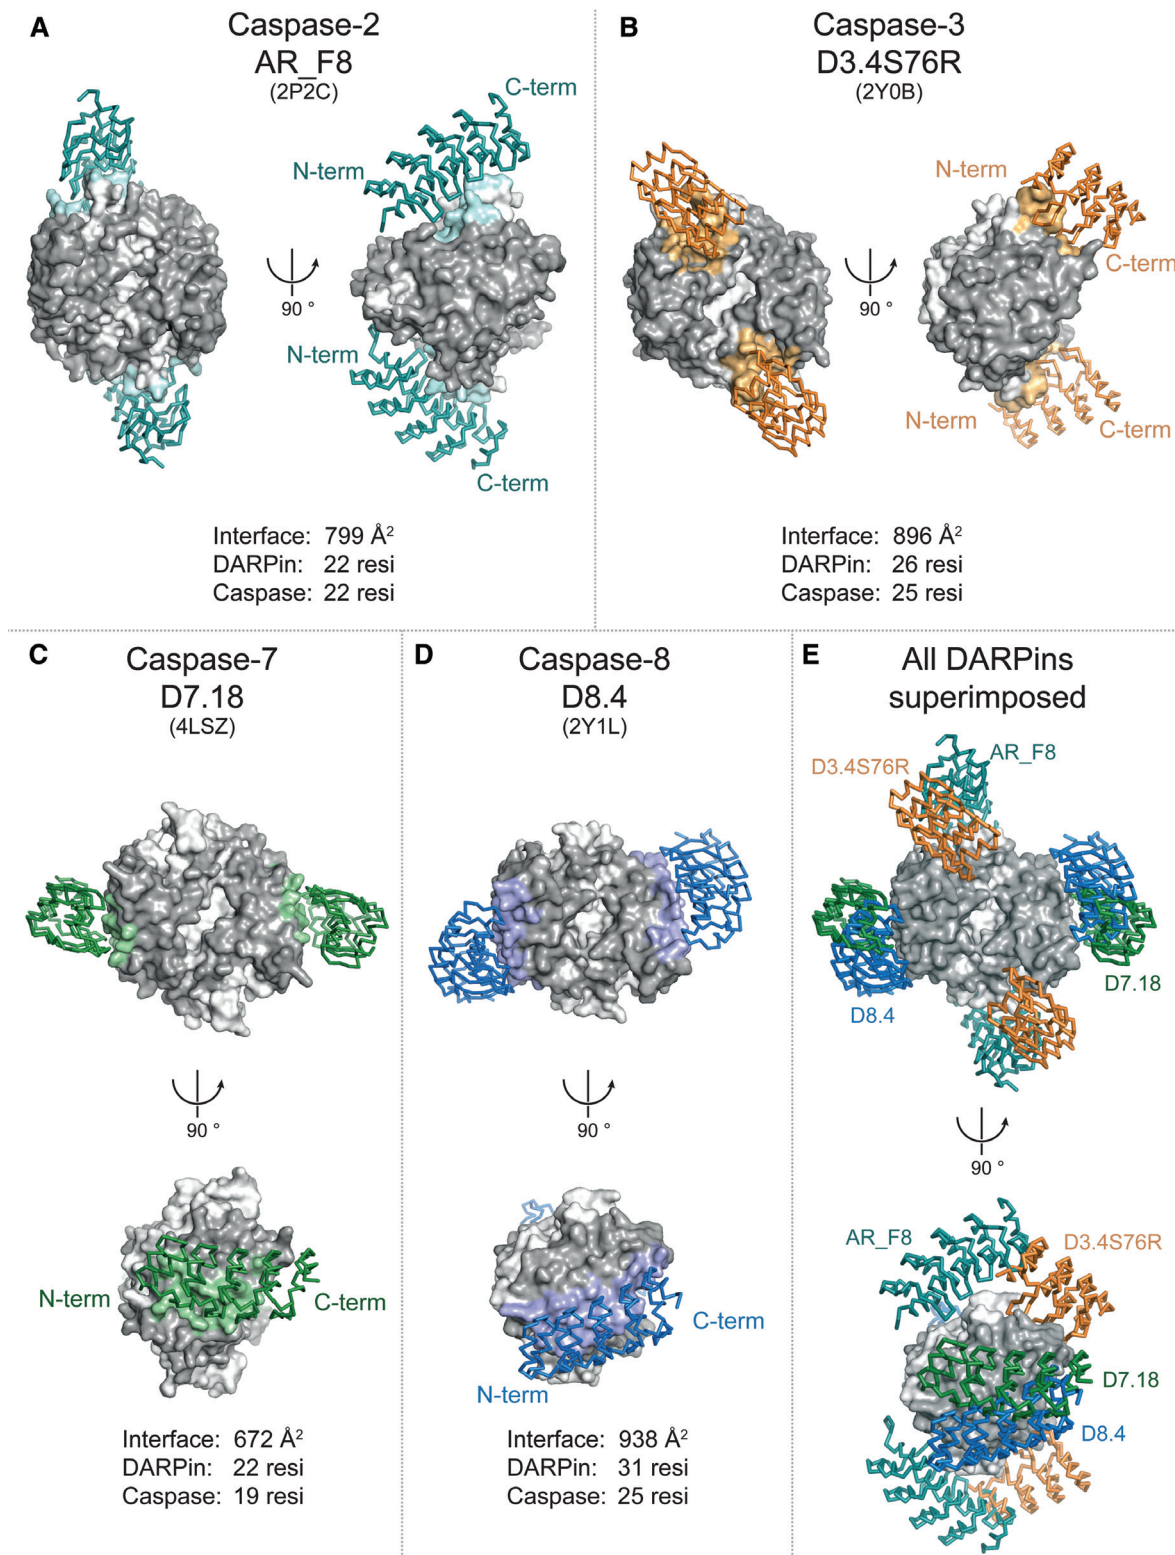 A
Caspase-2
AR_F8
(2P2C)
C-term
N-term
90 °
N-term
C-term
Interface: 799 Å²
DARPin: 22 resi
Caspase: 22 resi
B
Caspase-3
D3.4S76R
(2Y0B)
N-term
C-term
90 °
N-term
C-term
Interface: 896 Å²
DARPin: 26 resi
Caspase: 25 resi
C
Caspase-7
D7.18
(4LSZ)
90 °
N-term
C-term
Interface: 672 Å²
DARPin: 22 resi
Caspase: 19 resi
D
Caspase-8
D8.4
(2Y1L)
90 °
C-term
N-term
Interface: 938 Å²
DARPin: 31 resi
Caspase: 25 resi
E
All DARPins
superimposed
AR_F8
D3.4S76R
D7.18
D8.4
90 °
AR_F8
D3.4S76R
D7.18
D8.4